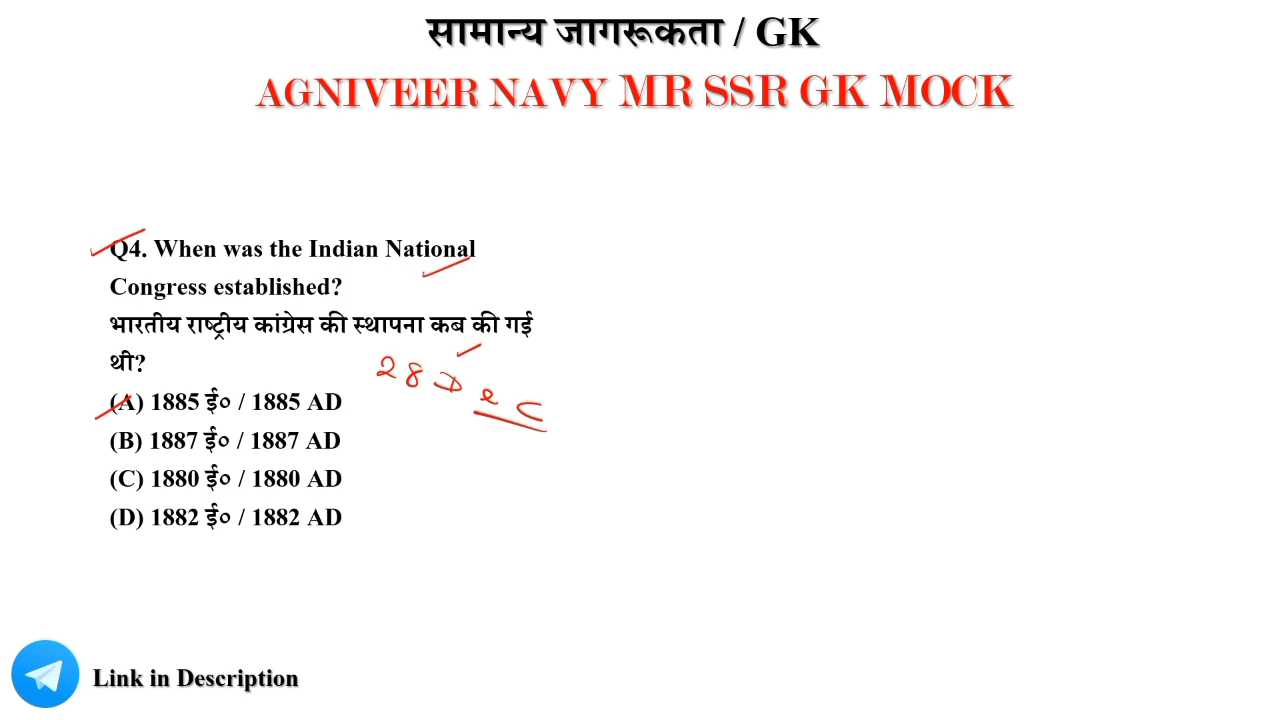 सामान्य जागरूकता / GK
AGNIVEER NAVY MR SSR GK MOCK
Q4. When was the Indian National
Congress established?
भारतीय राष्ट्रीय कांग्रेस की स्थापना कब की गई
थी?
28 Dec
(A) 1885 ई० / 1885 AD
(B) 1887 ई० / 1887 AD
(C) 1880 ई० / 1880 AD
(D) 1882 ई० / 1882 AD
Link in Description